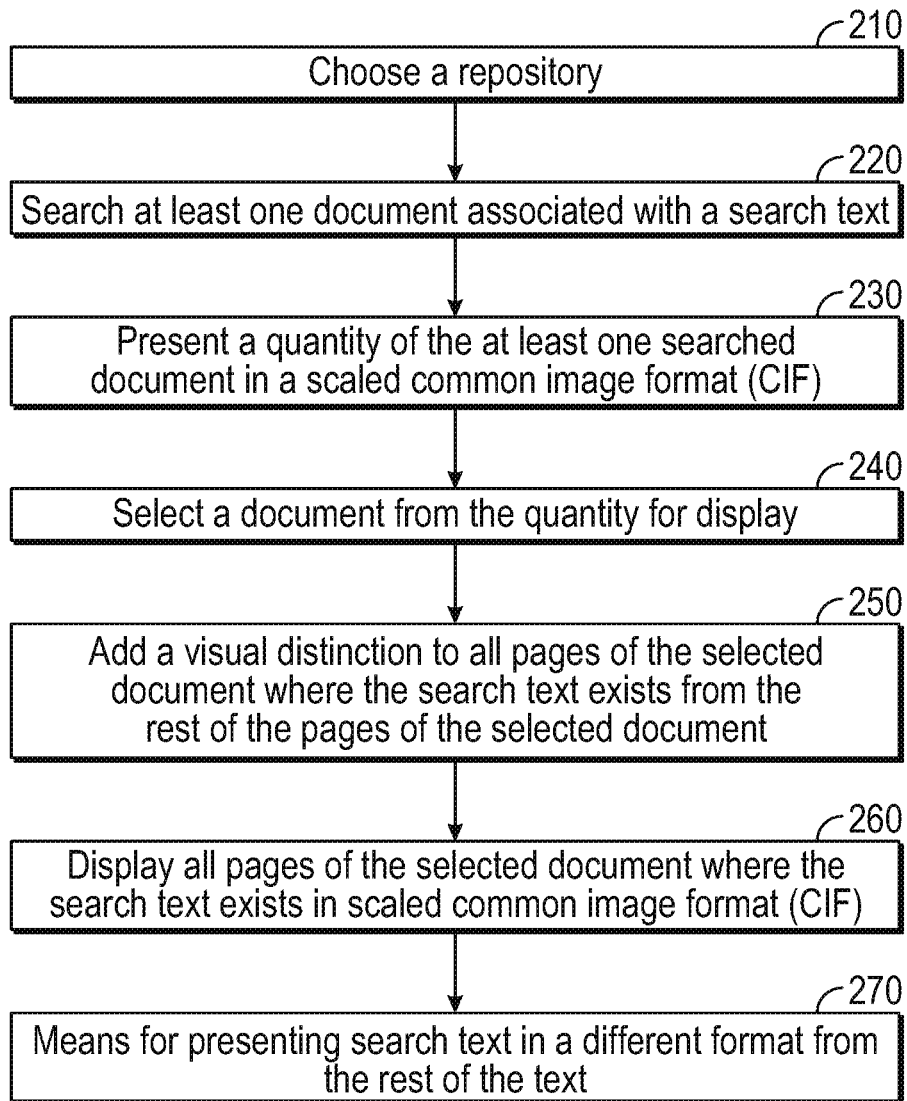 210
Choose a repository
220
Search at least one document associated with a search text
230
Present a quantity of the at least one searched
document in a scaled common image format (CIF)
240
Select a document from the quantity for display
250
Add a visual distinction to all pages of the selected
document where the search text exists from the
rest of the pages of the selected document
260
Display all pages of the selected document where the
search text exists in scaled common image format (CIF)
270
Means for presenting search text in a different format from
the rest of the text